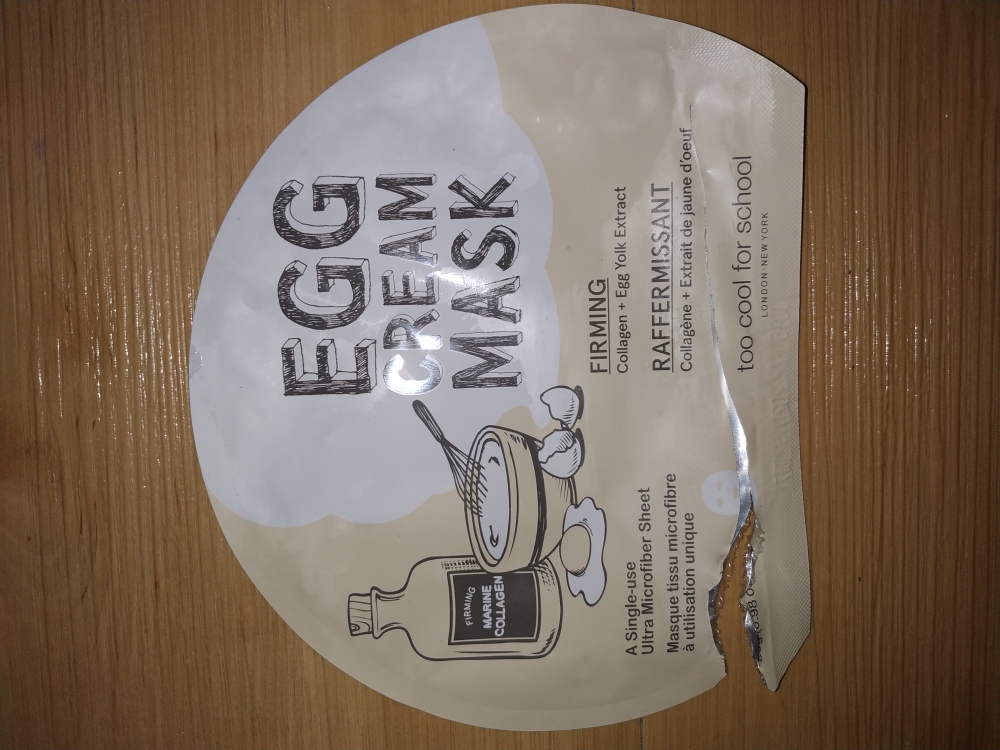 EGG
CREAM
MASK
FIRMING
MARINE
COLLAGEN
FIRMING
Collagen + Egg Yolk Extract
RAFFERMISSANT
Collagène + Extrait de jaune d'oeuf
A Single-use
Ultra Microfiber Sheet
Masque tissu microfibre
à utilisation unique
too cool for school
LONDON·NEW YORK